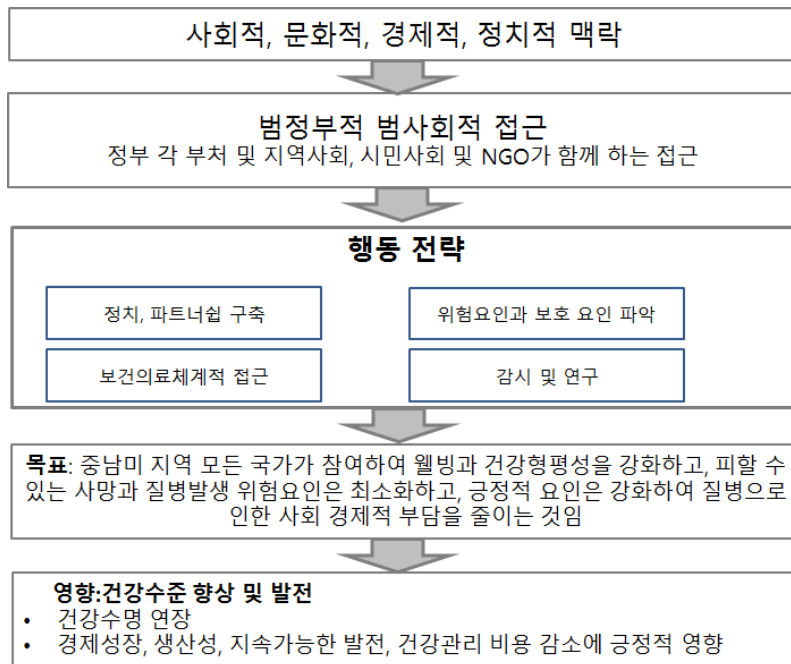 사회적, 문화적, 경제적, 정치적 맥락
범정부적 범사회적 접근
정부 각 부처 및 지역사회, 시민사회 및 NGO가 함께 하는 접근
행동 전략
정치, 파트너쉽 구축
위험요인과 보호 요인 파악
보건의료체계적 접근
감시 및 연구
목표: 중남미 지역 모든 국가가 참여하여 웰빙과 건강형평성을 강화하고, 피할 수
있는 사망과 질병발생 위험요인은 최소화하고, 긍정적 요인은 강화하여 질병으로
인한 사회 경제적 부담을 줄이는 것임
영향:건강수준 향상 및 발전
• 건강수명 연장
• 경제성장, 생산성, 지속가능한 발전, 건강관리 비용 감소에 긍정적 영향